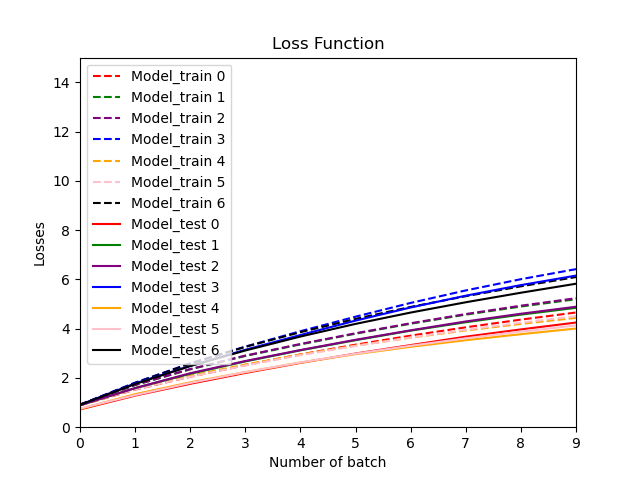 Loss Function
14
12
10
8
6
4
2
0
Losses
Model_train 0
Model_train 1
Model_train 2
Model_train 3
Model_train 4
Model_train 5
Model_train 6
Model_test 0
Model_test 1
Model_test 2
Model_test 3
Model_test 4
Model_test 5
Model_test 6
0 1 2 3 4 5 6 7 8 9
Number of batch